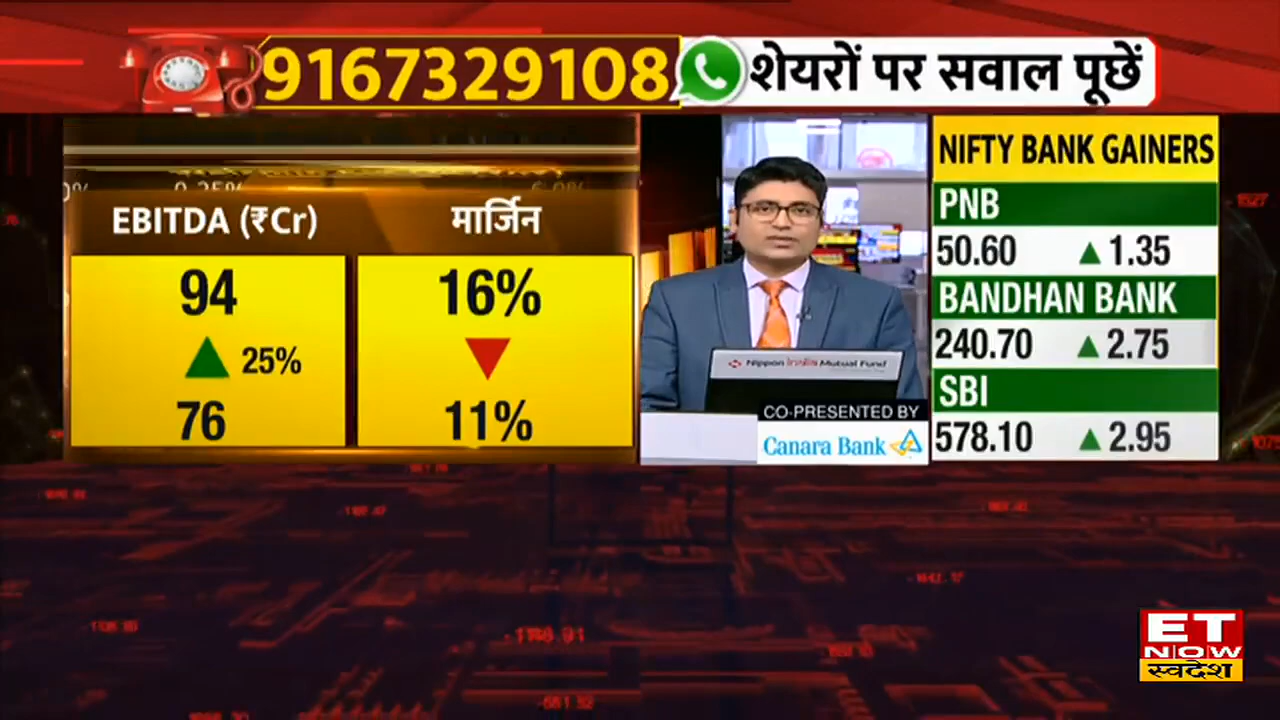 9167329108
शेयरों पर सवाल पूछें
EBITDA (₹Cr)
मार्जिन
94
16%
25%
76
11%
Nippon India Mutual Fund
CO-PRESENTED BY
Canara Bank
NIFTY BANK GAINERS
PNB
50.60 ▲ 1.35
BANDHAN BANK
240.70 ▲ 2.75
SBI
578.10 ▲ 2.95
ET
NOW
स्वदेश